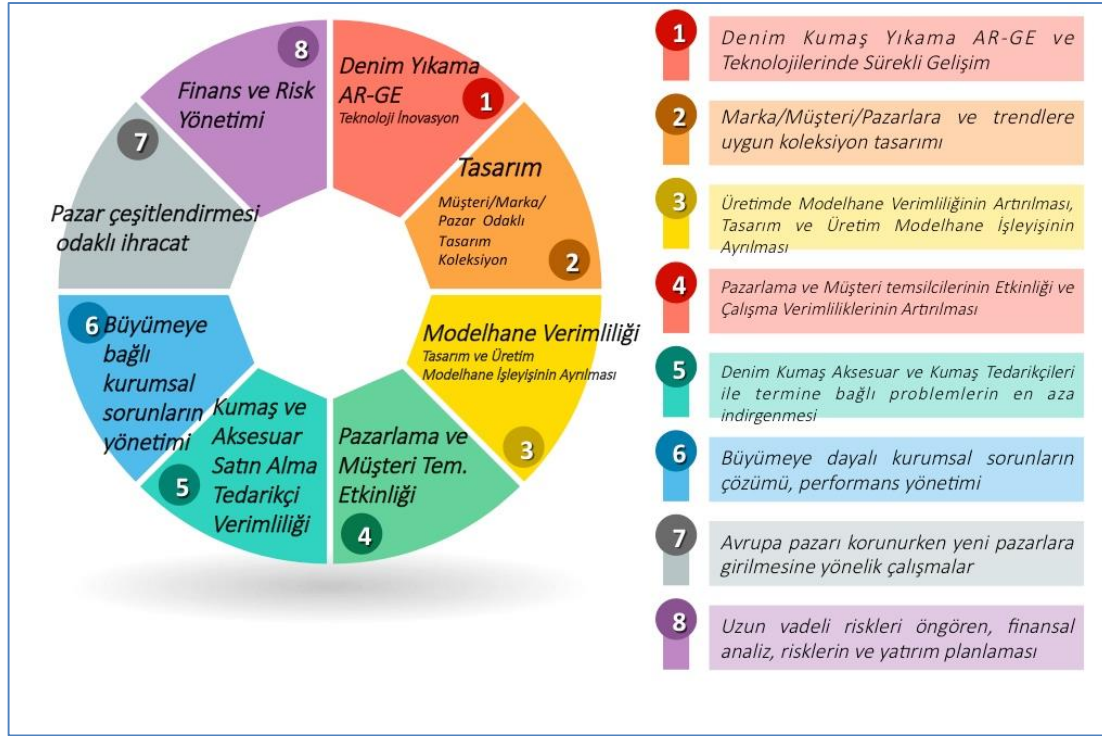 8
Finans ve Risk
Yönetimi
Denim Yıkama
AR-GE
Teknoloji İnovasyon
1
Tasarım
Müşteri/Marka/
Pazar Odaklı
Tasarım
Koleksiyon
2
Modelhane Verimliliği
Tasarım ve Üretim
Modelhane İşleyişinin Ayrılması
3
Pazarlama ve
Müşteri Tem.
Etkinliği
4
Kumaş ve
Aksesuar
Satın Alma
Tedarikçi
Verimliliği
5
6
Büyümeye
bağlı
kurumsal
sorunların
yönetimi
7
Pazar çeşitlendirmesi
odaklı ihracat
1
Denim Kumaş Yıkama AR-GE ve
Teknolojilerinde Sürekli Gelişim
2
Marka/Müşteri/Pazarlara ve trendlere
uygun koleksiyon tasarımı
3
Üretimde Modelhane Verimliliğinin Artırılması,
Tasarım ve Üretim Modelhane İşleyişinin
Ayrılması
4
Pazarlama ve Müşteri temsilcilerinin Etkinliği ve
Çalışma Verimliliklerinin Artırılması
5
Denim Kumaş Aksesuar ve Kumaş Tedarikçileri
ile termine bağlı problemlerin en aza
indirgenmesi
6
Büyümeye dayalı kurumsal sorunların
çözümü, performans yönetimi
7
Avrupa pazarı korunurken yeni pazarlara
girilmesine yönelik çalışmalar
8
Uzun vadeli riskleri öngören, finansal
analiz, risklerin ve yatırım planlaması